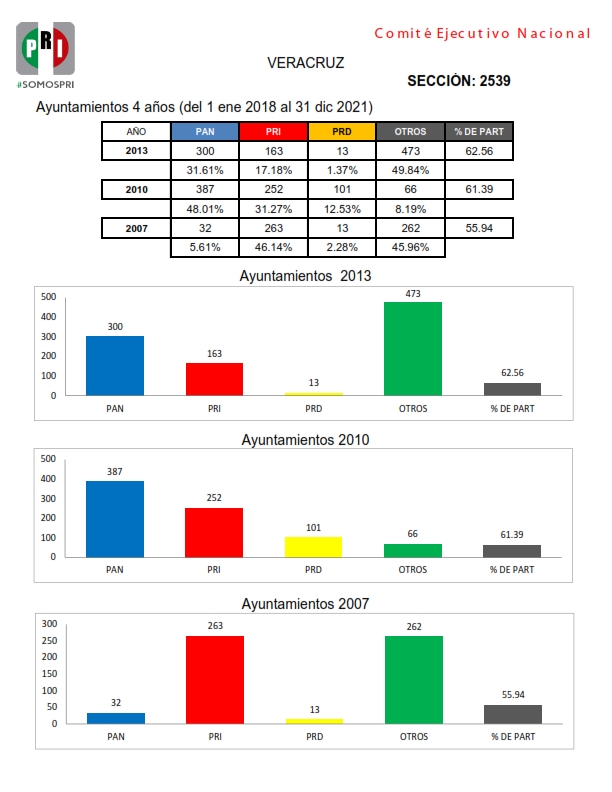 Comité Ejecutivo Nacional
PRI
#SOMOSPRI
VERACRUZ
SECCIÓN: 2539
Ayuntamientos 4 años (del 1 ene 2018 al 31 dic 2021)
AÑO PAN PRI PRD OTROS % DE PART
2013 300 163 13 473 62.56
31.61% 17.18% 1.37% 49.84%
2010 387 252 101 66 61.39
48.01% 31.27% 12.53% 8.19%
2007 32 263 13 262 55.94
5.61% 46.14% 2.28% 45.96%
Ayuntamientos 2013
500
400
300
200
100
0
300 163 13 473 62.56
PAN PRI PRD OTROS % DE PART
Ayuntamientos 2010
500
400
300
200
100
0
387 252 101 66 61.39
PAN PRI PRD OTROS % DE PART
Ayuntamientos 2007
300
250
200
150
100
50
0
32 263 13 262 55.94
PAN PRI PRD OTROS % DE PART